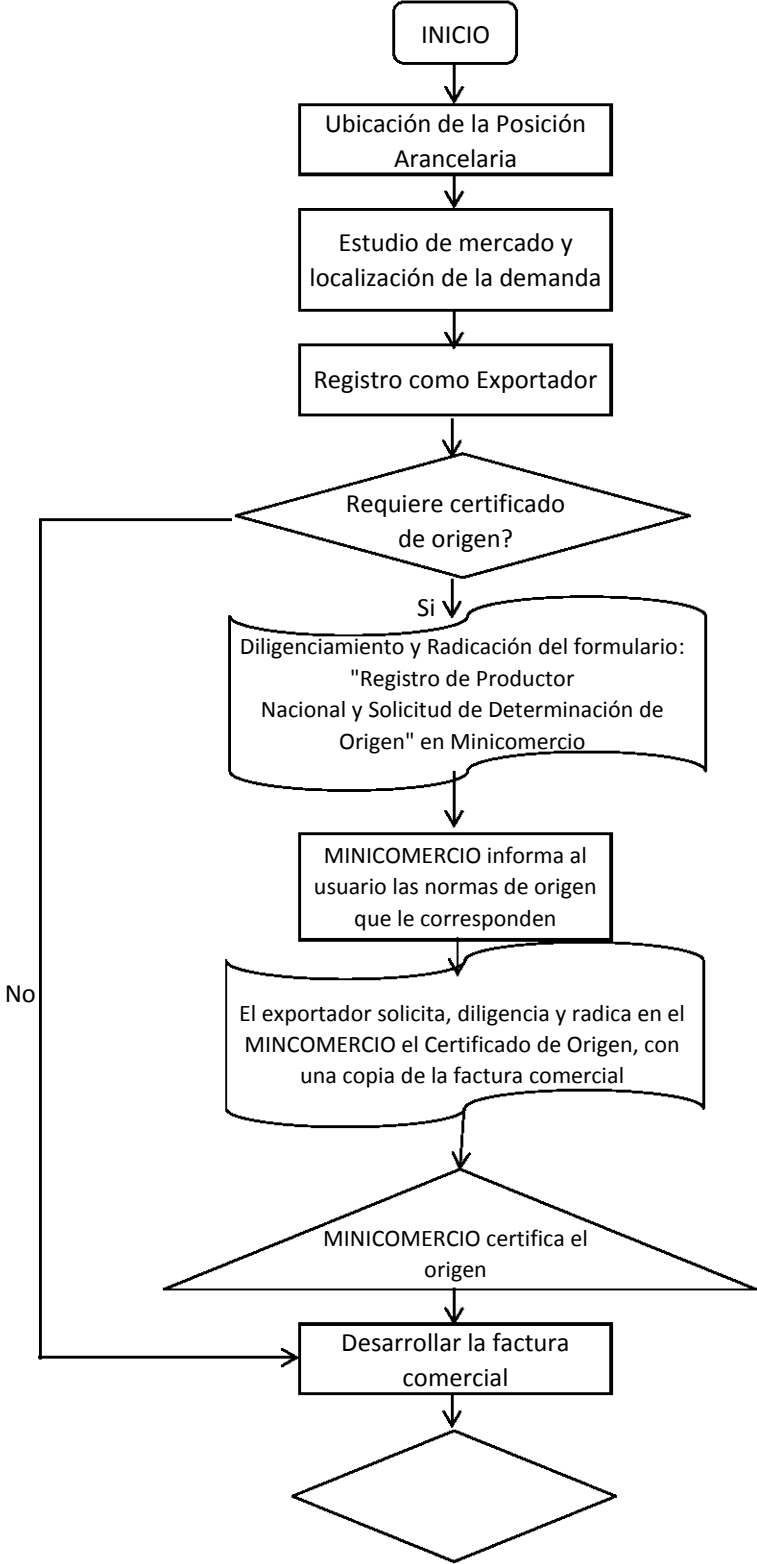 INICIO
Ubicación de la Posición
Arancelaria
Estudio de mercado y
localización de la demanda
Registro como Exportador
Requiere certificado
de origen?
Si
Diligenciamiento y Radicación del formulario:
"Registro de Productor
Nacional y Solicitud de Determinación de
Origen" en Minicomercio
MINICOMERCIO informa al
usuario las normas de origen
que le corresponden
No
El exportador solicita, diligencia y radica en el
MINCOMERCIO el Certificado de Origen, con
una copia de la factura comercial
MINICOMERCIO certifica el
origen
Desarrollar la factura
comercial